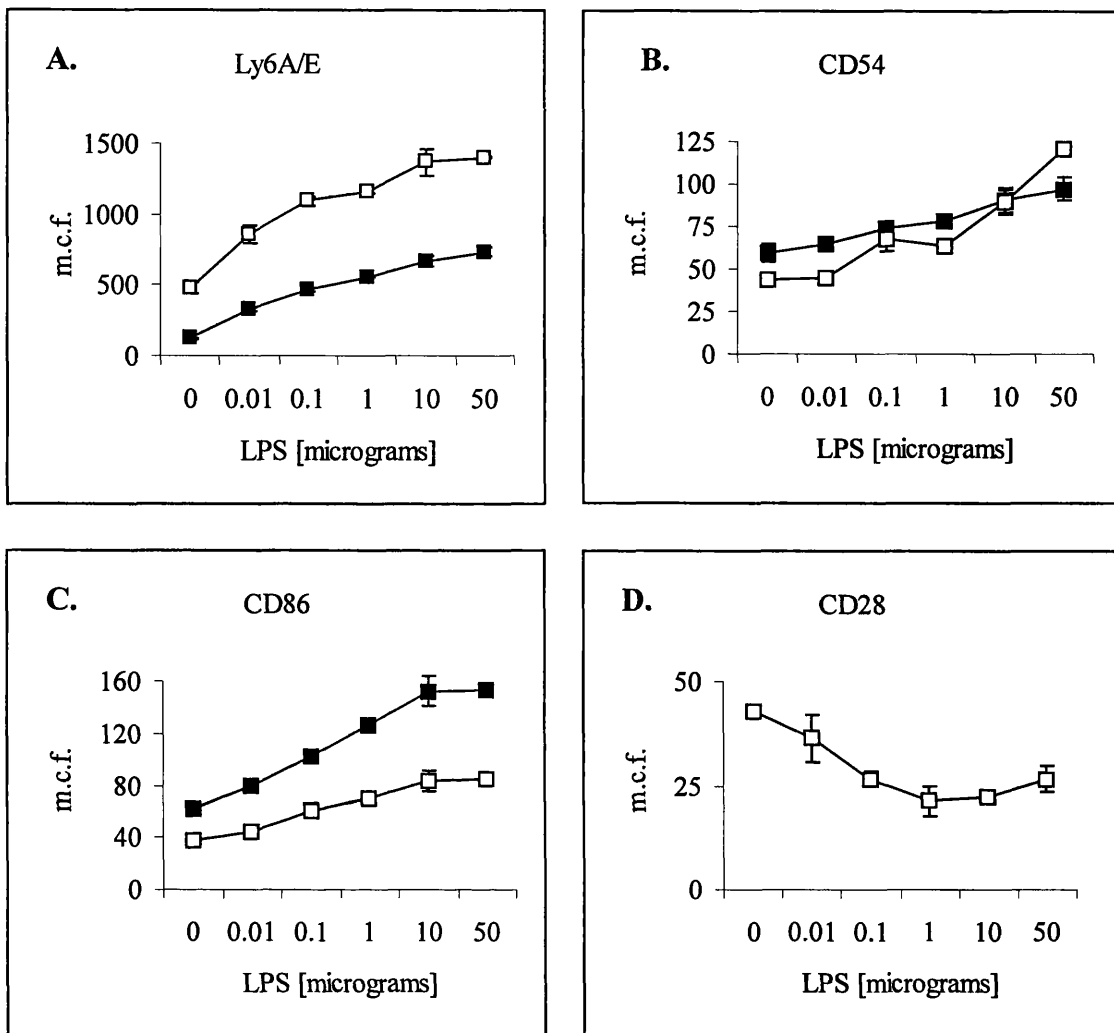 A. Ly6A/E
1500
1000
500
0
m.c.f.
0 0.01 0.1 1 10 50
LPS [micrograms]
B. CD54
125
100
75
50
25
0
m.c.f.
0 0.01 0.1 1 10 50
LPS [micrograms]
C. CD86
160
120
80
40
0
m.c.f.
0 0.01 0.1 1 10 50
LPS [micrograms]
D. CD28
50
25
0
m.c.f.
0 0.01 0.1 1 10 50
LPS [micrograms]